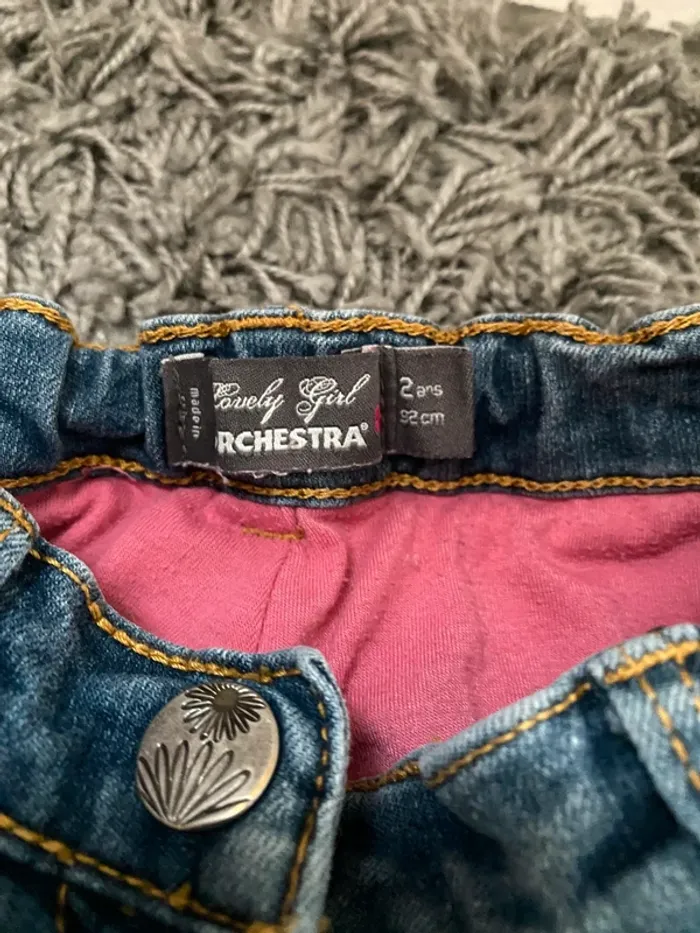 Lovely Girl
ORCHESTRA®
2 ans
92 cm
made in